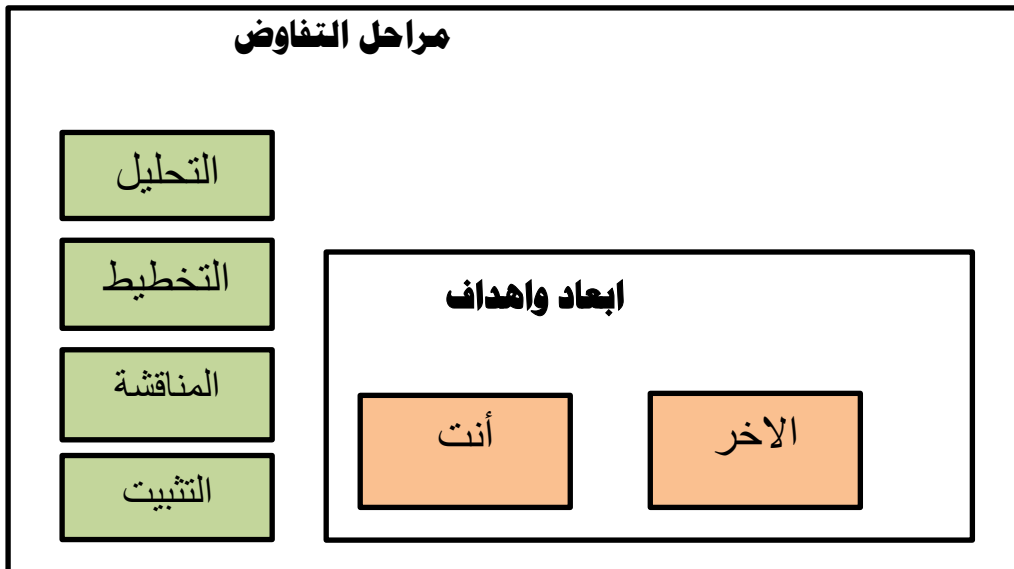 مراحل التفاوض
التحليل
التخطيط
المناقشة
التثبيت
ابعاد واهداف
الاخر
أنت